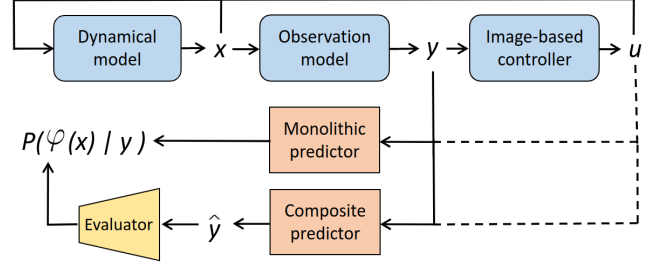 Dynamical
model
x
Observation
model
y
Image-based
controller
u
P(φ(x) | y)
Monolithic
predictor
Evaluator
ŷ
Composite
predictor